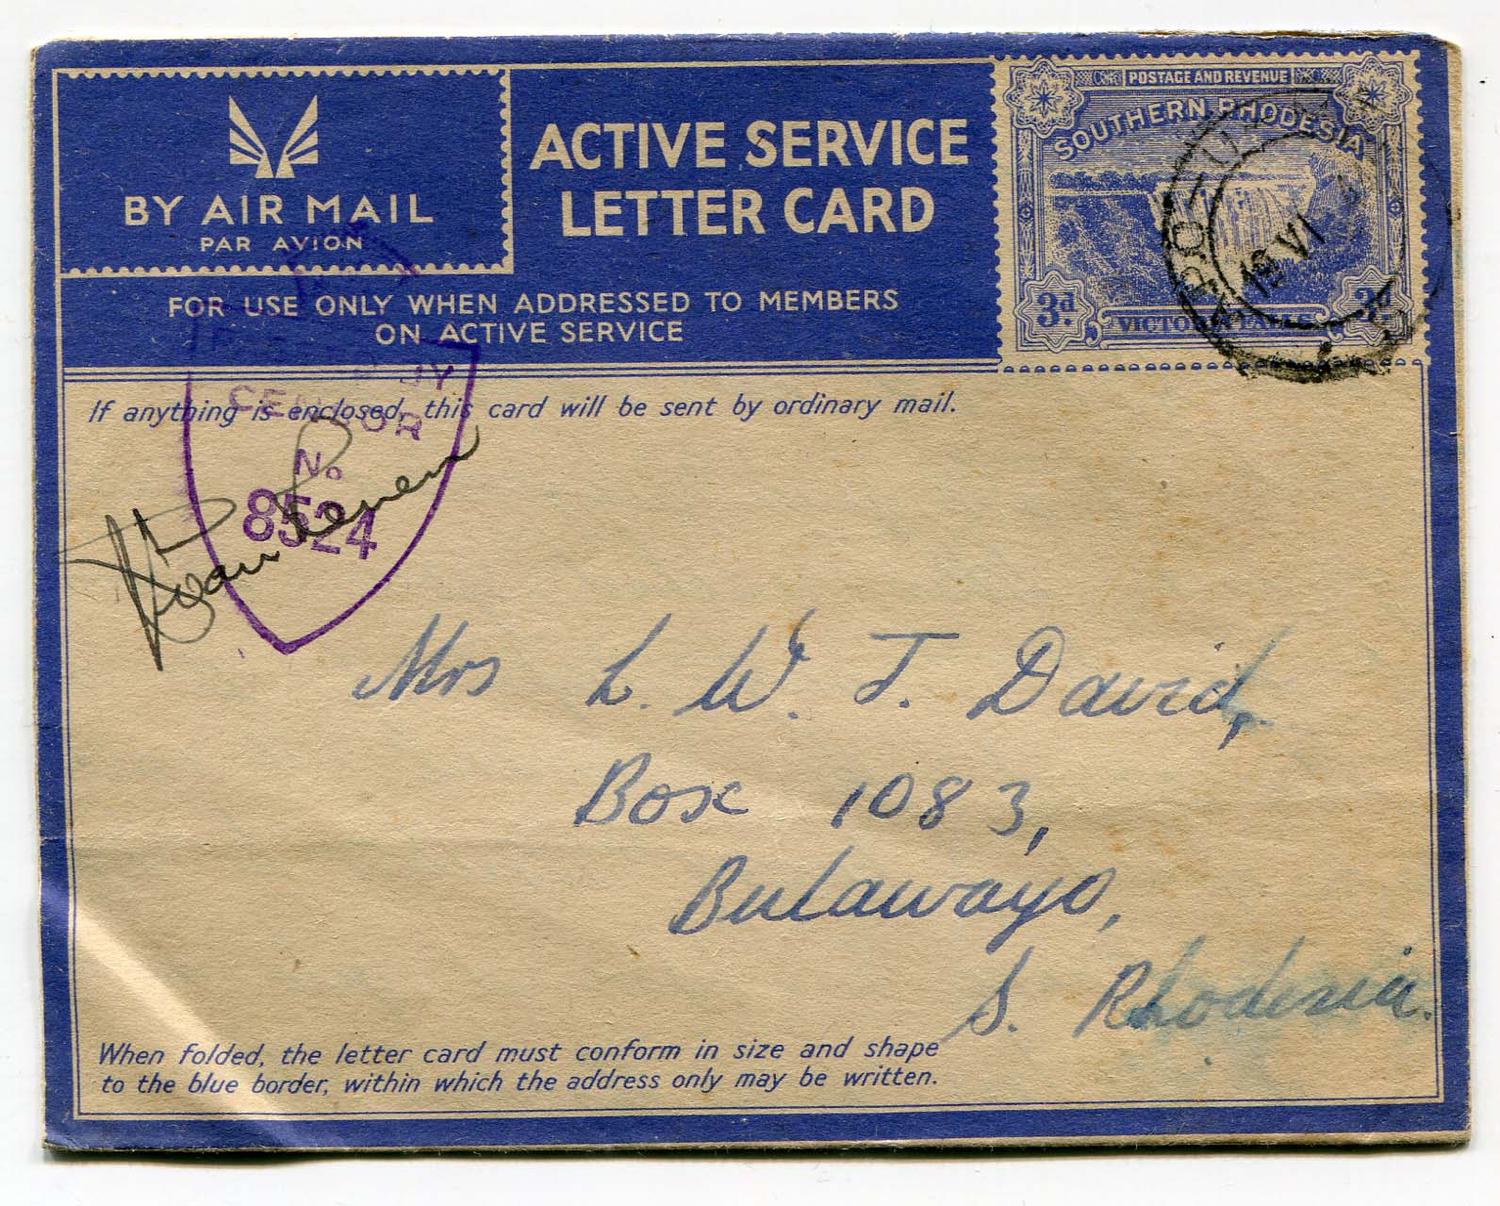 BY AIR MAIL
PAR AVION
ACTIVE SERVICE
LETTER CARD
POSTAGE AND REVENUE
SOUTHERN RHODESIA
3d.
3d.
VICTORIA FALLS
19 VI
FOR USE ONLY WHEN ADDRESSED TO MEMBERS
ON ACTIVE SERVICE
If anything is enclosed, this card will be sent by ordinary mail.
BY
CENSOR
No
8524
Mrs L. W. T. David,
Box 1083,
Bulawayo,
S. Rhodesia.
When folded, the letter card must conform in size and shape
to the blue border, within which the address only may be written.